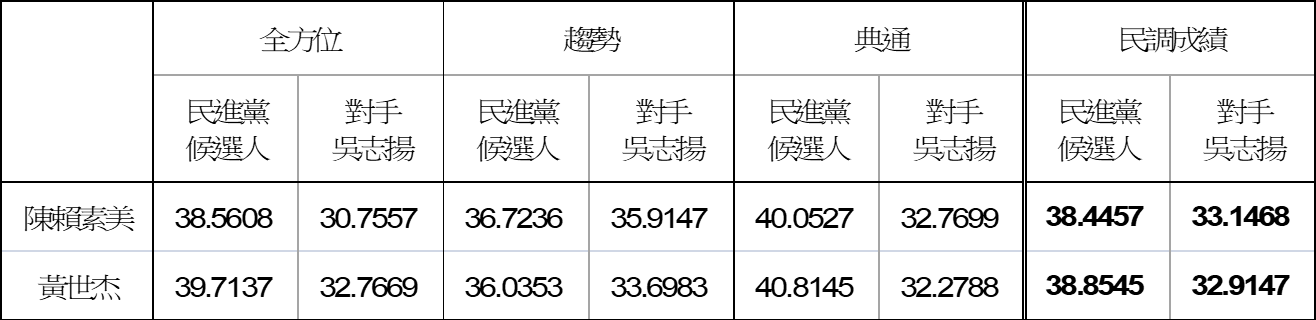 全方位 趨勢 典通 民調成績
民進黨 對手 民進黨 對手 民進黨 對手 民進黨 對手
候選人 吳志揚 候選人 吳志揚 候選人 吳志揚 候選人 吳志揚
陳賴素美 38.5608 30.7557 36.7236 35.9147 40.0527 32.7699 38.4457 33.1468
黃世杰 39.7137 32.7669 36.0353 33.6983 40.8145 32.2788 38.8545 32.9147